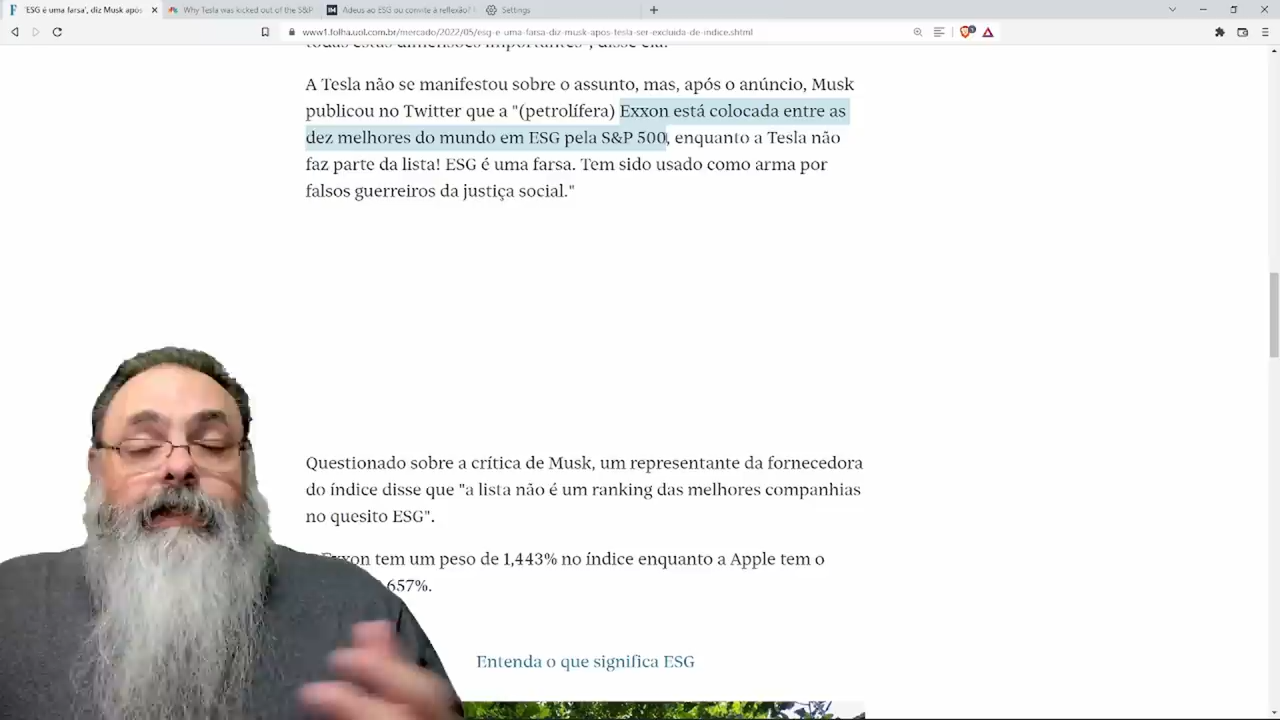 'ESG é uma farsa', diz Musk após
Why Tesla was kicked out of the S&P
Adeus ao ESG ou convite à reflexão?
Settings
www1.folha.uol.com.br/mercado/2022/05/esg-e-uma-farsa-diz-musk-apos-tesla-ser-excluida-de-indice.shtml
todas estas dimensões importantes", disse ela.
A Tesla não se manifestou sobre o assunto, mas, após o anúncio, Musk
publicou no Twitter que a "(petrolífera) Exxon está colocada entre as
dez melhores do mundo em ESG pela S&P 500, enquanto a Tesla não
faz parte da lista! ESG é uma farsa. Tem sido usado como arma por
falsos guerreiros da justiça social."
Questionado sobre a crítica de Musk, um representante da fornecedora
do índice disse que "a lista não é um ranking das melhores companhias
no quesito ESG".
Exxon tem um peso de 1,443% no índice enquanto a Apple tem o
657%.
Entenda o que significa ESG